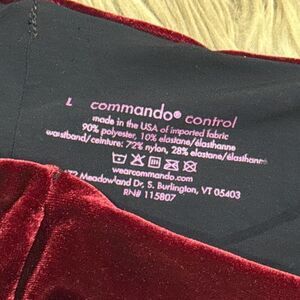 L commando® control
made in the USA of imported fabric
90% polyester, 10% elastane/élasthanne
waistband/ceinture: 72% nylon, 28% elastane/élasthanne
wearcommando.com
Meadowland Dr, S. Burlington, VT 05403
RN# 115807